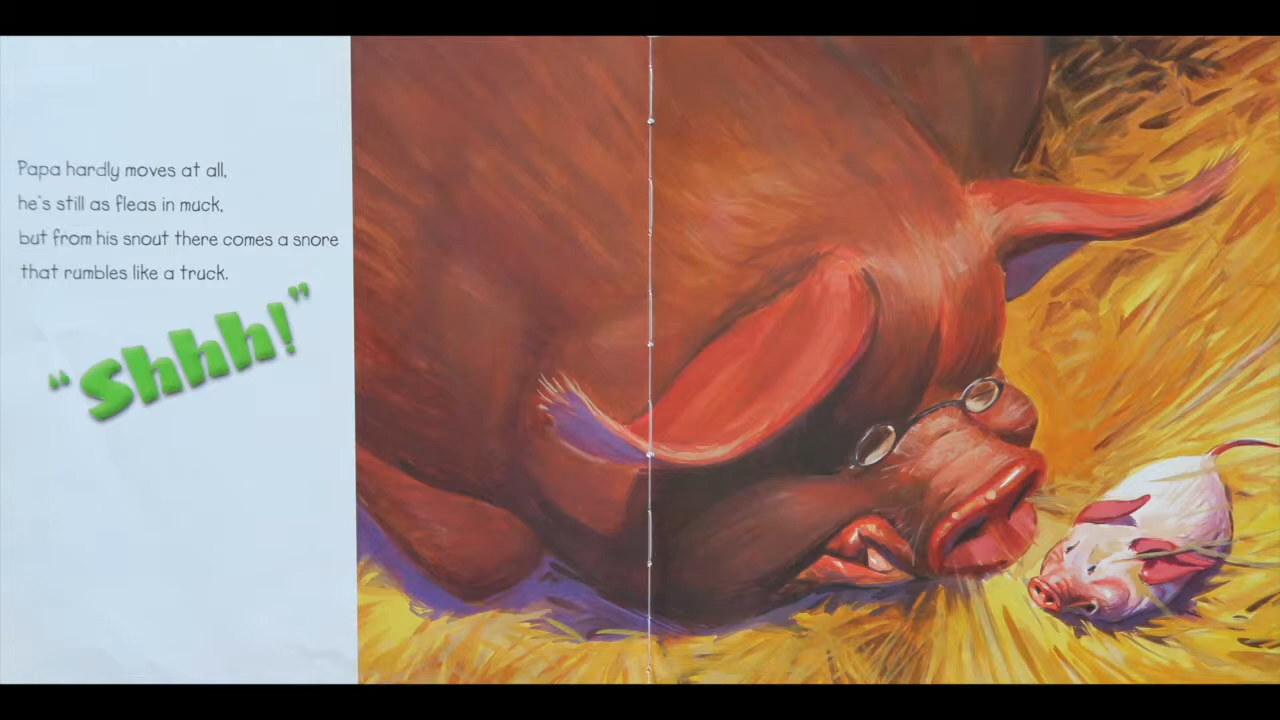 Papa hardly moves at all,
he's still as fleas in muck,
but from his snout there comes a snore
that rumbles like a truck.
"Shhh!"